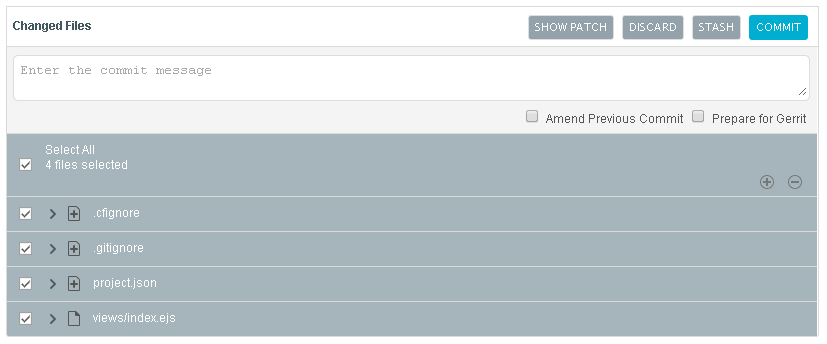 Changed Files
SHOW PATCH
DISCARD
STASH
COMMIT
Enter the commit message
Amend Previous Commit
Prepare for Gerrit
Select All
4 files selected
.cfignore
.gitignore
project.json
views/index.ejs